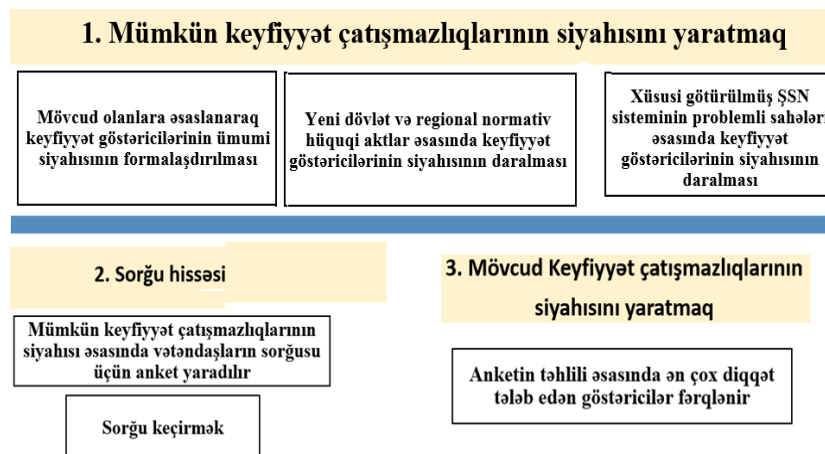 1. Mümkün keyfiyyət çatışmazlıqlarının siyahısını yaratmaq
Mövcud olanlara əsaslanaraq
keyfiyyət göstəricilərinin ümumi
siyahısının formalaşdırılması
Yeni dövlət və regional normativ
hüquqi aktlar əsasında keyfiyyət
göstəricilərinin siyahısının daralması
Xüsusi götürülmüş ŞSN
sisteminin problemli sahələri
əsasında keyfiyyət
göstəricilərinin siyahısının
daralması
2. Sorğu hissəsi
Mümkün keyfiyyət çatışmazlıqlarının
siyahısı əsasında vətəndaşların sorğusu
üçün anket yaradılır
Sorğu keçirmək
3. Mövcud Keyfiyyət çatışmazlıqlarının
siyahısını yaratmaq
Anketin təhlili əsasında ən çox diqqət
tələb edən göstəricilər fərqlənir